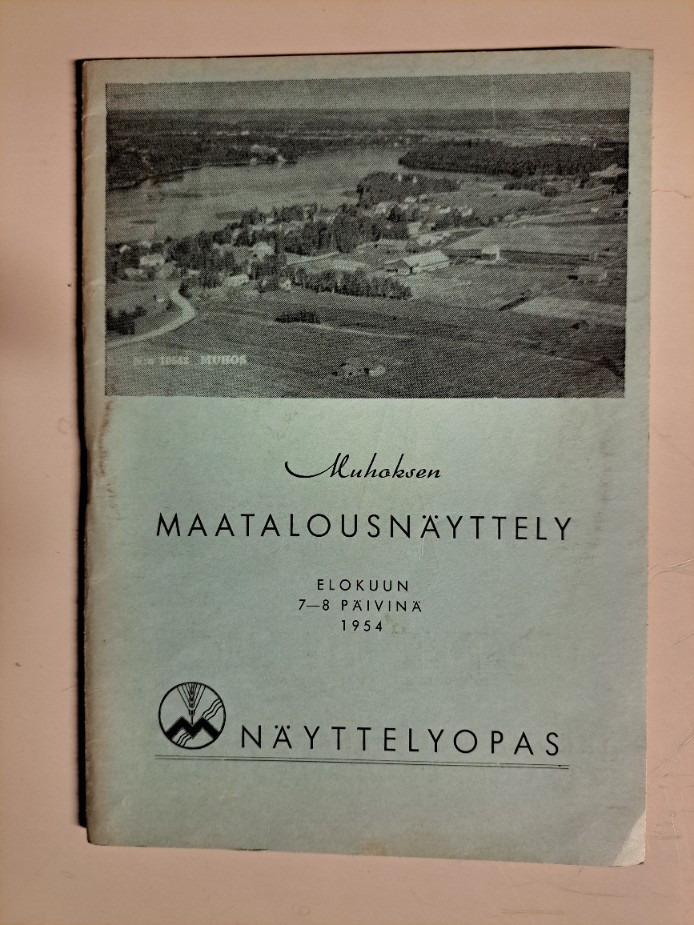 MUHOS
Muhoksen
MAATALOUSNÄYTTELY
ELOKUUN
7—8 PÄIVINÄ
1954
NÄYTTELYOPAS